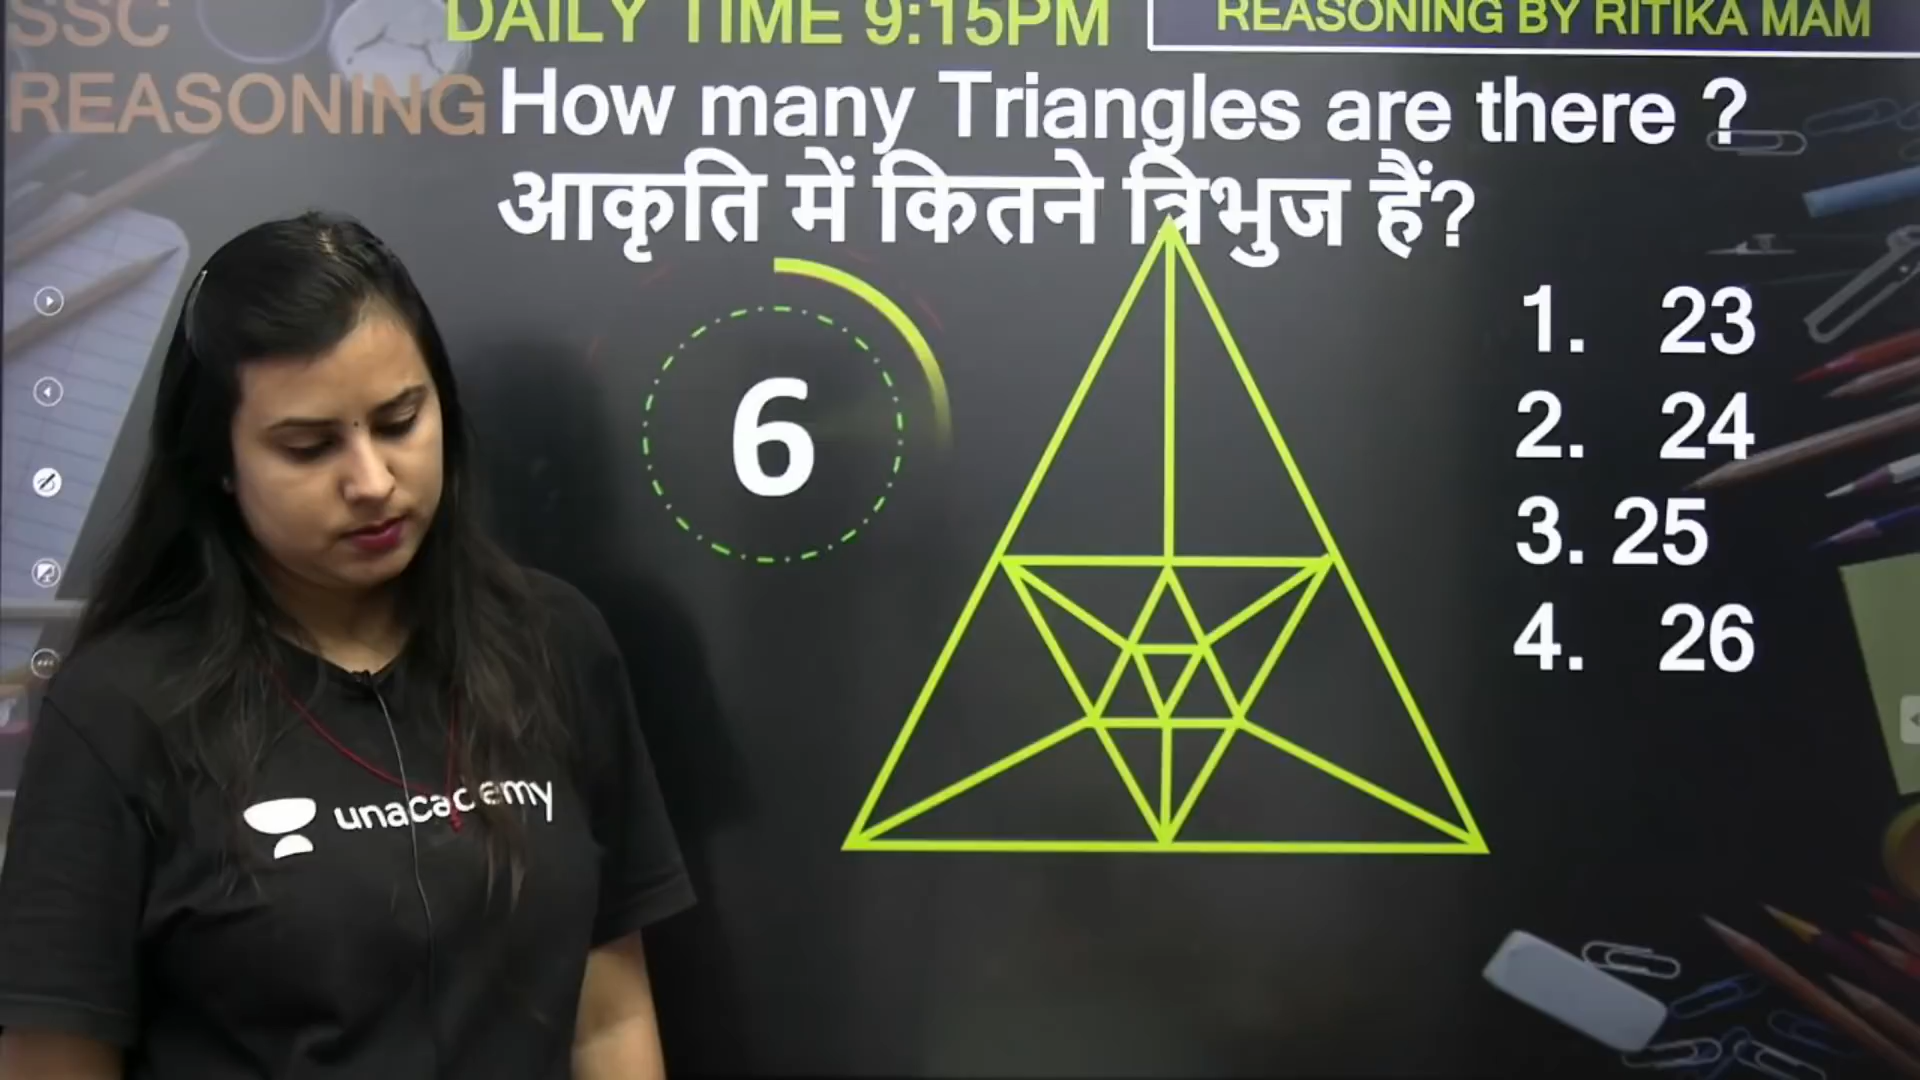 SSC
REASONING
DAILY TIME 9:15PM
REASONING BY RITIKA MAM
How many Triangles are there ?
आकृति में कितने त्रिभुज हैं?
6
1. 23
2. 24
3. 25
4. 26
unacademy